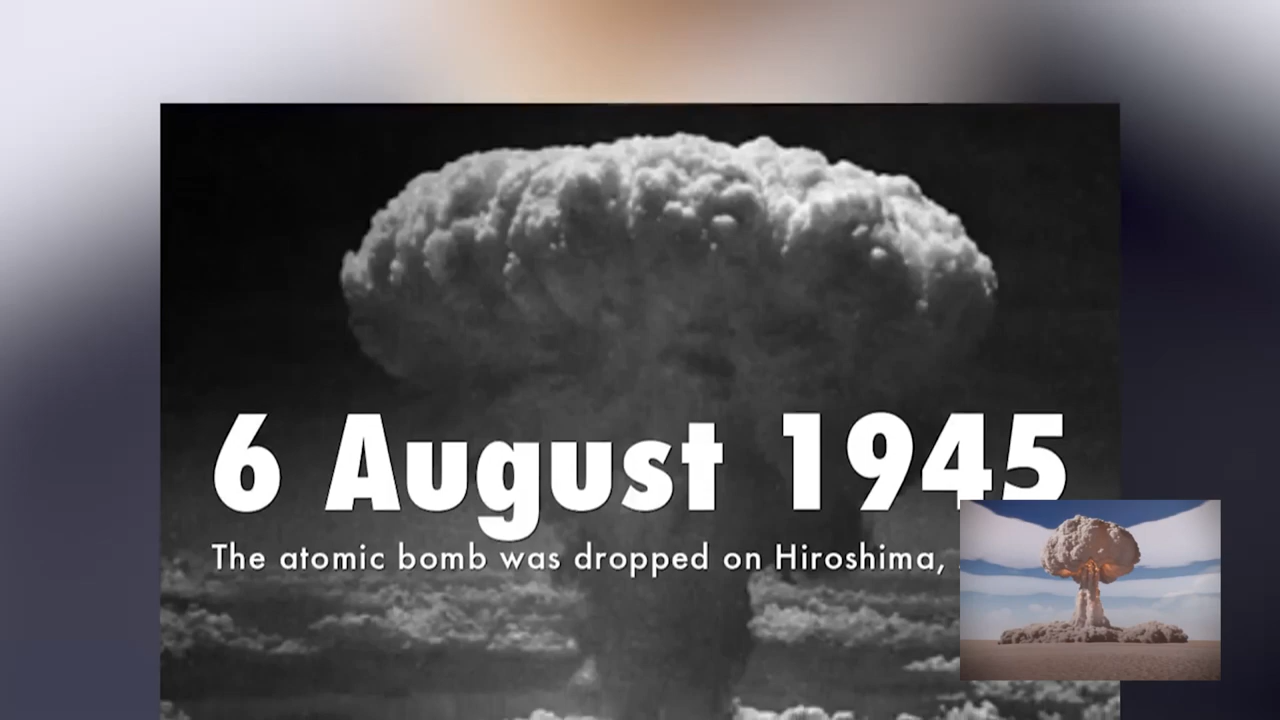 6 August 1945
The atomic bomb was dropped on Hiroshima,